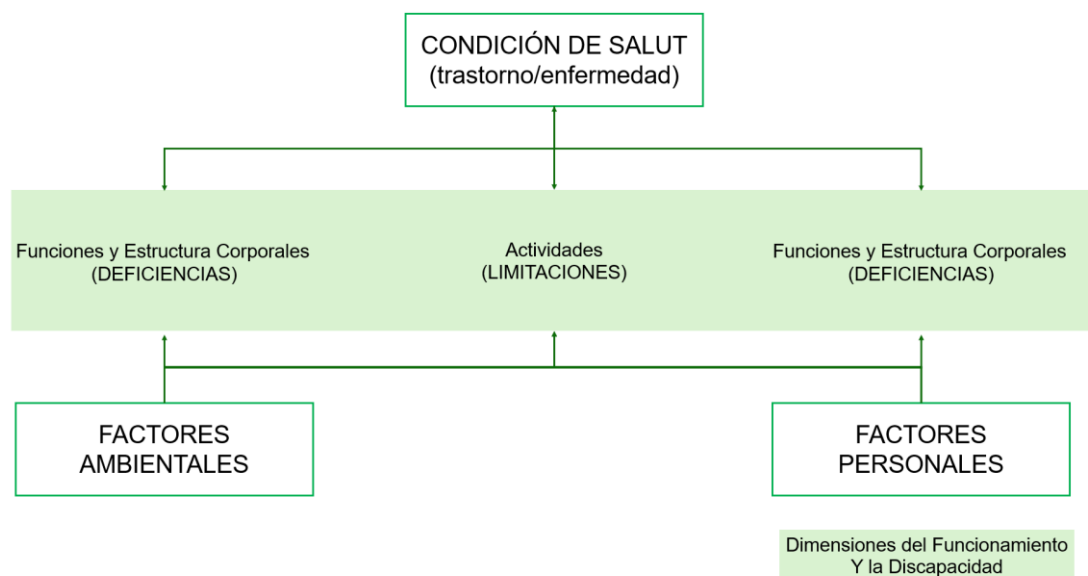 CONDICIÓN DE SALUT
(trastorno/enfermedad)
Funciones y Estructura Corporales
(DEFICIENCIAS)
Actividades
(LIMITACIONES)
Funciones y Estructura Corporales
(DEFICIENCIAS)
FACTORES
AMBIENTALES
FACTORES
PERSONALES
Dimensiones del Funcionamiento
Y la Discapacidad